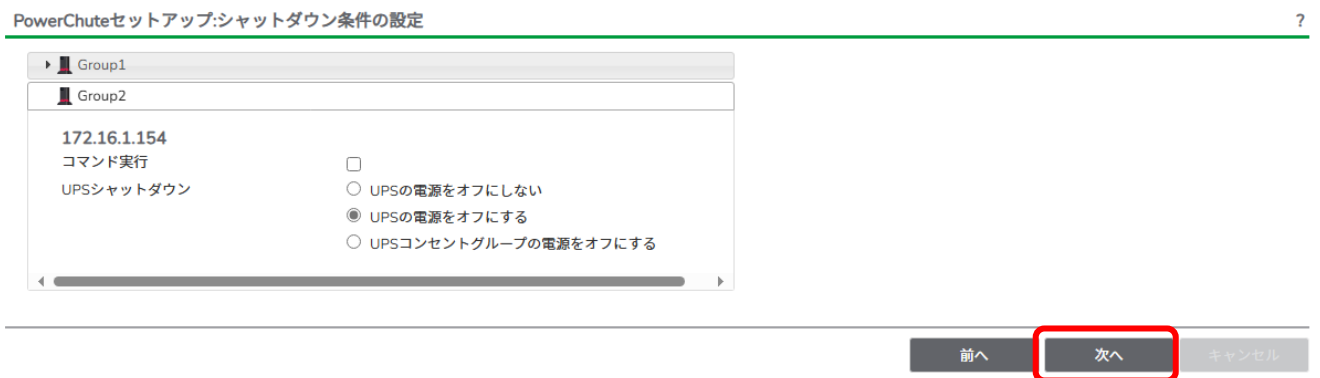 PowerChuteセットアップ:シャットダウン条件の設定 ?
Group1
Group2
172.16.1.154
コマンド実行
UPSシャットダウン UPSの電源をオフにしない
UPSの電源をオフにする
UPSコンセントグループの電源をオフにする
前へ 次へ キャンセル